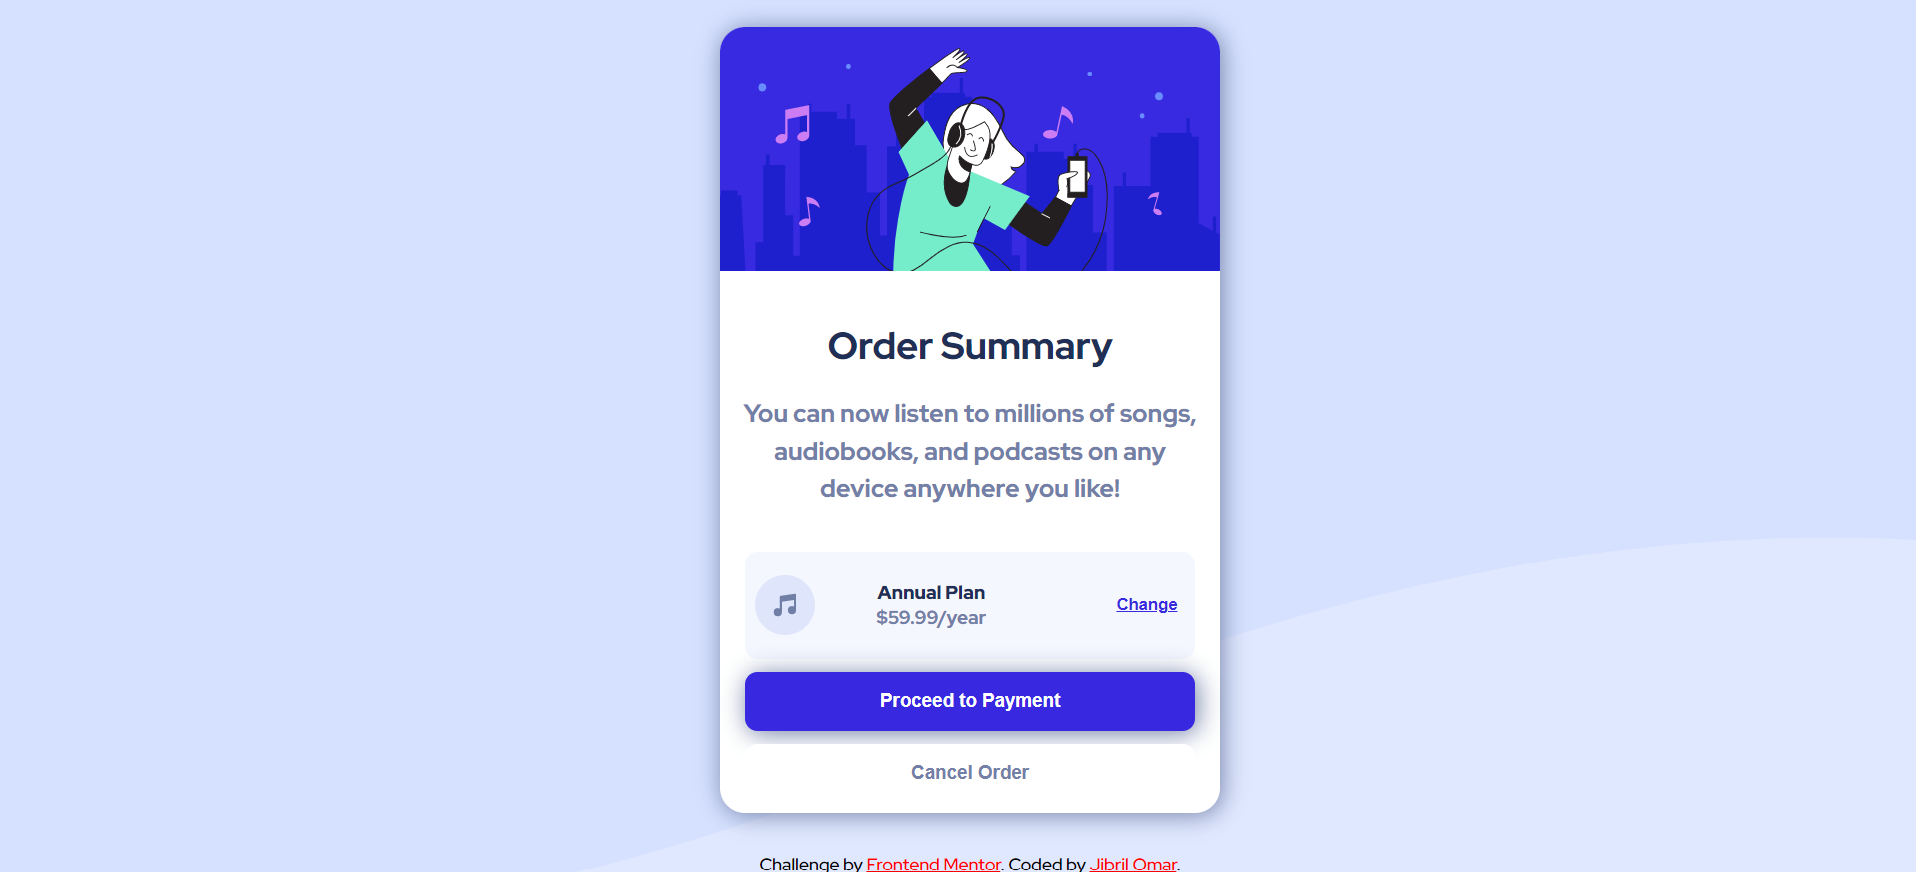 Order Summary
You can now listen to millions of songs,
audiobooks, and podcasts on any
device anywhere you like!
Annual Plan
$59.99/year
Change
Proceed to Payment
Cancel Order
Challenge by Frontend Mentor. Coded by Jibril Omar.